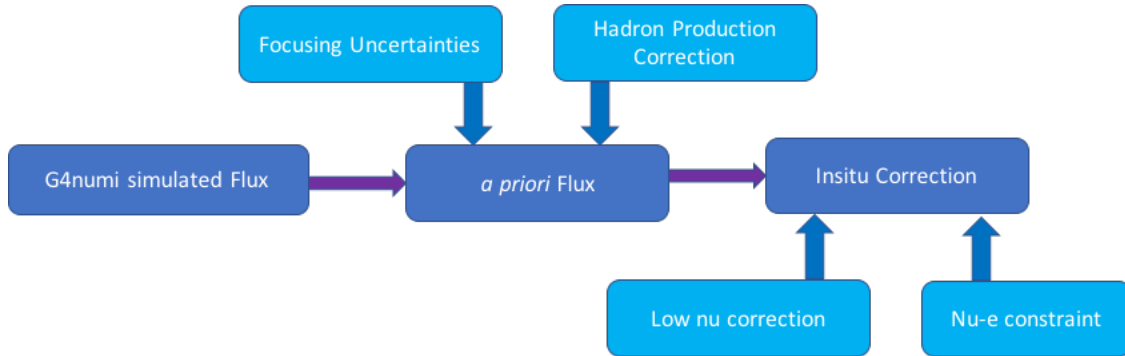 Focusing Uncertainties
Hadron Production
Correction
G4numi simulated Flux
a priori Flux
Insitu Correction
Low nu correction
Nu-e constraint